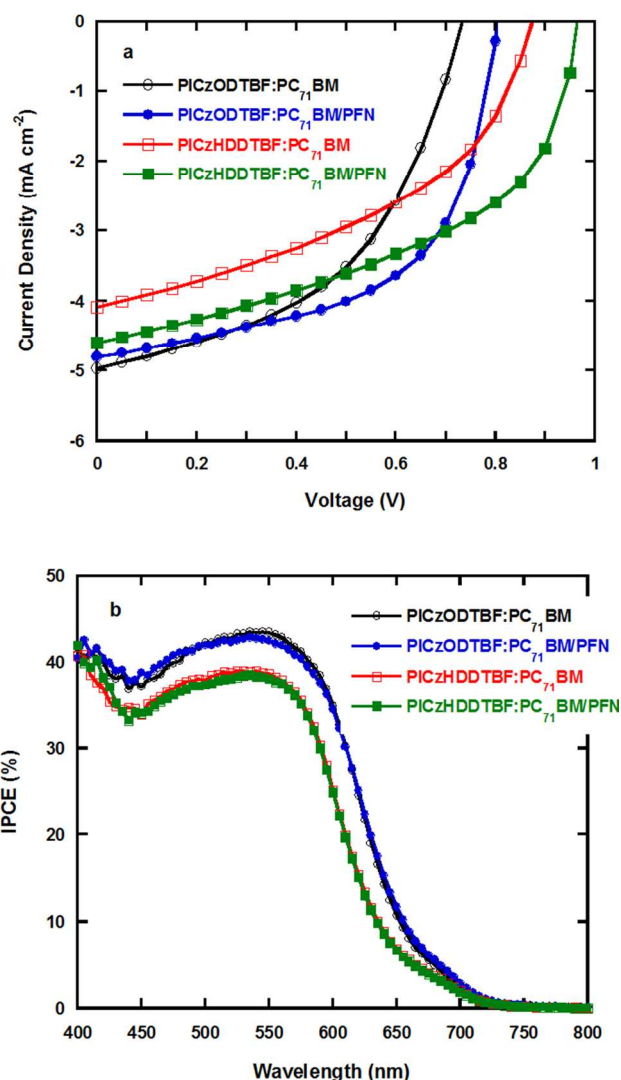 a
PICzODTBF:PC71BM
PICzODTBF:PC71BM/PFN
PICzHDDTBF:PC71BM
PICzHDDTBF:PC71BM/PFN
0
-1
-2
-3
-4
-5
-6
Current Density (mA cm-2)
0 0.2 0.4 0.6 0.8 1
Voltage (V)
b
PICzODTBF:PC71BM
PICzODTBF:PC71BM/PFN
PICzHDDTBF:PC71BM
PICzHDDTBF:PC71BM/PFN
50
40
30
20
10
0
IPCE (%)
400 450 500 550 600 650 700 750 800
Wavelength (nm)